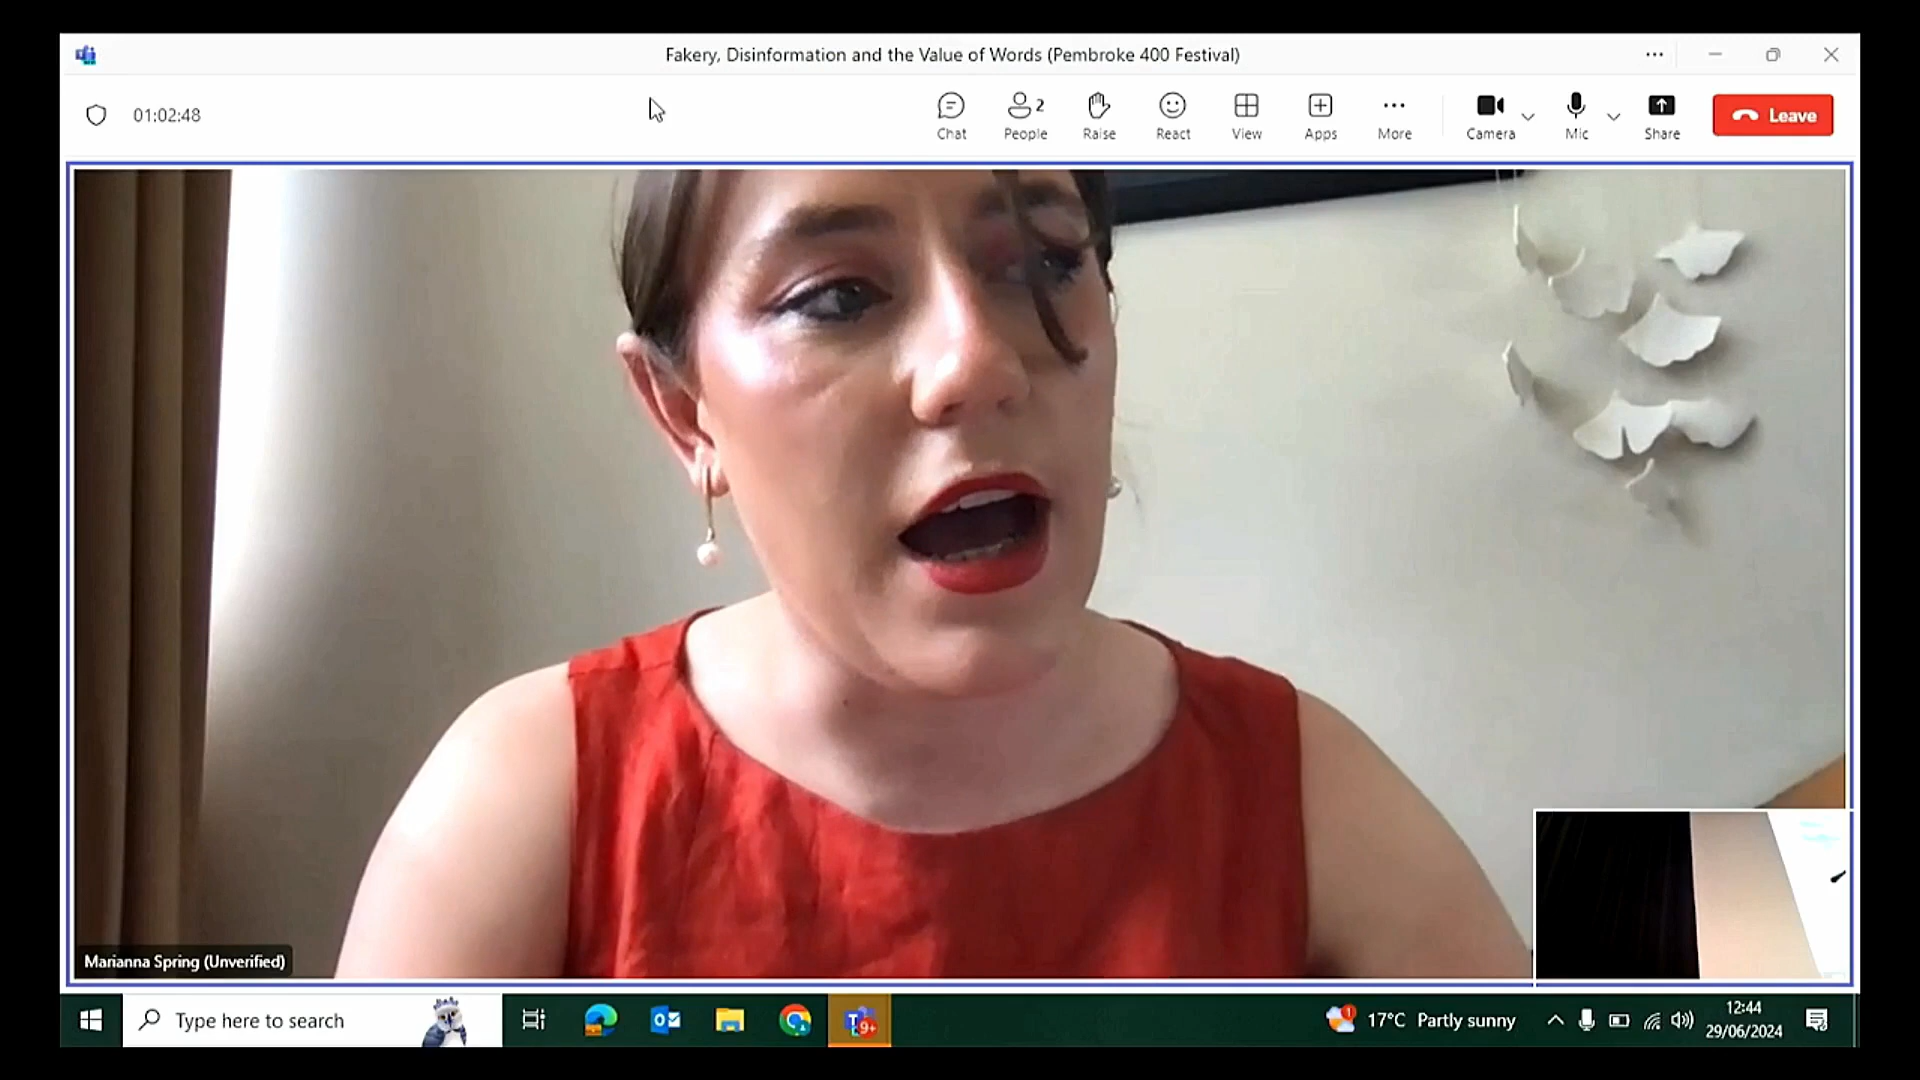 Fakery, Disinformation and the Value of Words (Pembroke 400 Festival)
01:02:48
Chat
2
People
Raise
React
View
Apps
More
Camera
Mic
Share
Leave
Marianna Spring (Unverified)
Type here to search
9+
1
17°C Partly sunny
12:44
29/06/2024